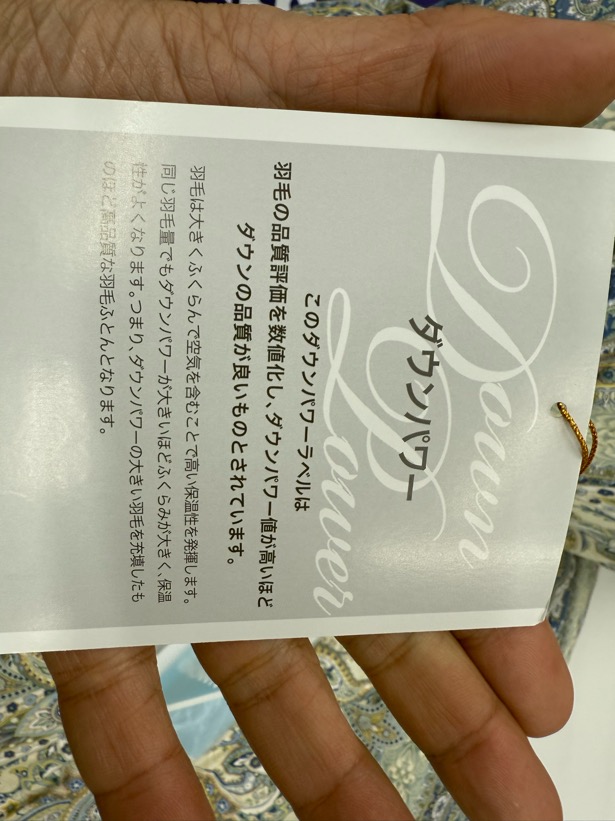 Down
Power
ダウンパワー
このダウンパワーラベルは
羽毛の品質評価を数値化し、ダウンパワー値が高いほど
ダウンの品質が良いものとされています。
羽毛は大きくふくらんで空気を含むことで高い保温性を発揮します。
同じ羽毛量でもダウンパワーが大きいほどふくらみが大きく、保温
性がよくなります。つまり、ダウンパワーの大きい羽毛を充填したも
のほど高品質な羽毛ふとんとなります。